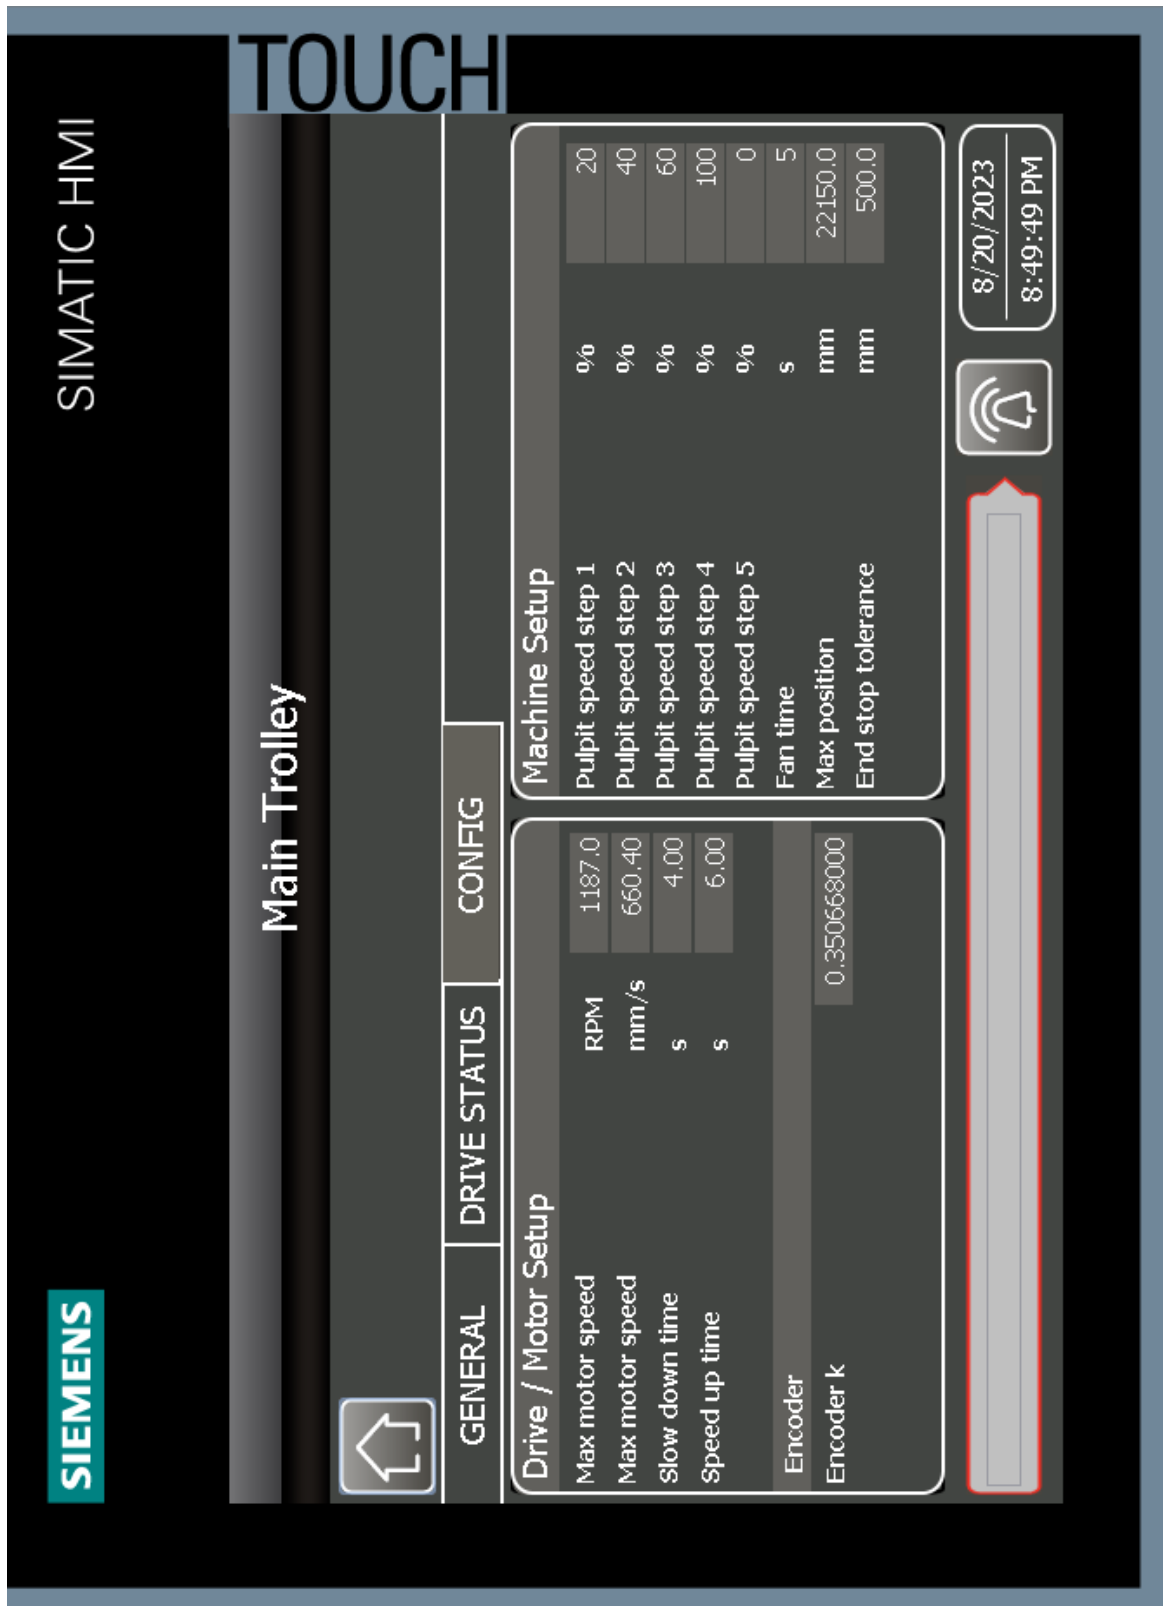 SIEMENS
SIMATIC HMI
TOUCH
Main Trolley
GENERAL
DRIVE STATUS
CONFIG
Drive / Motor Setup
Max motor speed RPM 1187.0
Max motor speed mm/s 660.40
Slow down time s 4.00
Speed up time s 6.00
Encoder
Encoder k 0.350668000
Machine Setup
Pulpit speed step 1 % 20
Pulpit speed step 2 % 40
Pulpit speed step 3 % 60
Pulpit speed step 4 % 100
Pulpit speed step 5 % 0
Fan time s 5
Max position mm 22150.0
End stop tolerance mm 500.0
8/20/2023
8:49:49 PM